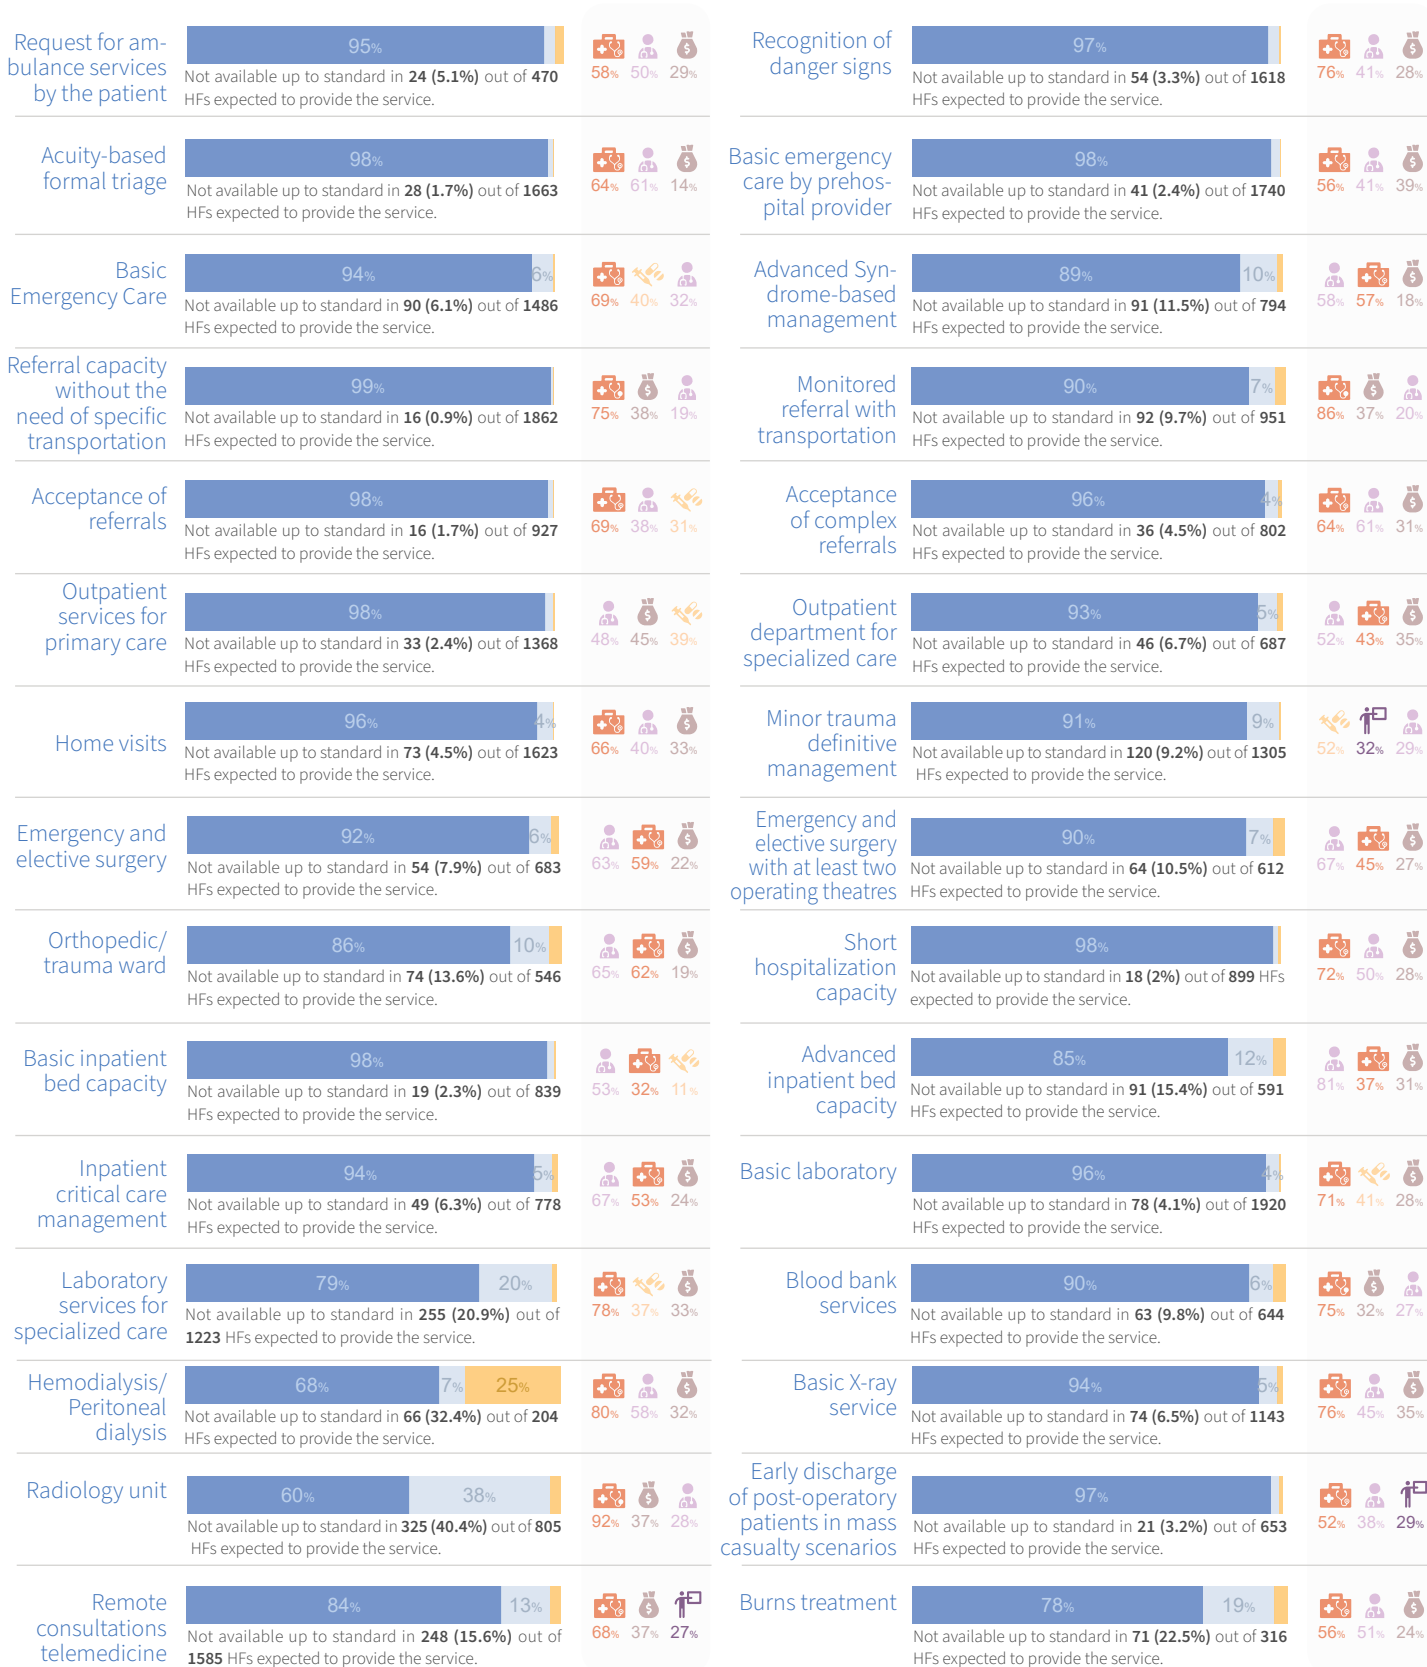 Request for am-
bulance services
by the patient
95%
Not available up to standard in 24 (5.1%) out of 470
HFs expected to provide the service.
58% 50% 29%
Recognition of
danger signs
97%
Not available up to standard in 54 (3.3%) out of 1618
HFs expected to provide the service.
76% 41% 28%
Acuity-based
formal triage
98%
Not available up to standard in 28 (1.7%) out of 1663
HFs expected to provide the service.
64% 61% 14%
Basic emergency
care by prehos-
pital provider
98%
Not available up to standard in 41 (2.4%) out of 1740
HFs expected to provide the service.
56% 41% 39%
Basic
Emergency Care
94% 6%
Not available up to standard in 90 (6.1%) out of 1486
HFs expected to provide the service.
69% 40% 32%
Advanced Syn-
drome-based
management
89% 10%
Not available up to standard in 91 (11.5%) out of 794
HFs expected to provide the service.
58% 57% 18%
Referral capacity
without the
need of specific
transportation
99%
Not available up to standard in 16 (0.9%) out of 1862
HFs expected to provide the service.
75% 38% 19%
Monitored
referral with
transportation
90% 7%
Not available up to standard in 92 (9.7%) out of 951
HFs expected to provide the service.
86% 37% 20%
Acceptance of
referrals
98%
Not available up to standard in 16 (1.7%) out of 927
HFs expected to provide the service.
69% 38% 31%
Acceptance
of complex
referrals
96% 4%
Not available up to standard in 36 (4.5%) out of 802
HFs expected to provide the service.
64% 61% 31%
Outpatient
services for
primary care
98%
Not available up to standard in 33 (2.4%) out of 1368
HFs expected to provide the service.
48% 45% 39%
Outpatient
department for
specialized care
93% 5%
Not available up to standard in 46 (6.7%) out of 687
HFs expected to provide the service.
52% 43% 35%
Home visits
96% 4%
Not available up to standard in 73 (4.5%) out of 1623
HFs expected to provide the service.
66% 40% 33%
Minor trauma
definitive
management
91% 9%
Not available up to standard in 120 (9.2%) out of 1305
HFs expected to provide the service.
52% 32% 29%
Emergency and
elective surgery
92% 6%
Not available up to standard in 54 (7.9%) out of 683
HFs expected to provide the service.
63% 59% 22%
Emergency and
elective surgery
with at least two
operating theatres
90% 7%
Not available up to standard in 64 (10.5%) out of 612
HFs expected to provide the service.
67% 45% 27%
Orthopedic/
trauma ward
86% 10%
Not available up to standard in 74 (13.6%) out of 546
HFs expected to provide the service.
65% 62% 19%
Short
hospitalization
capacity
98%
Not available up to standard in 18 (2%) out of 899 HFs
expected to provide the service.
72% 50% 28%
Basic inpatient
bed capacity
98%
Not available up to standard in 19 (2.3%) out of 839
HFs expected to provide the service.
53% 32% 11%
Advanced
inpatient bed
capacity
85% 12%
Not available up to standard in 91 (15.4%) out of 591
HFs expected to provide the service.
81% 37% 31%
Inpatient
critical care
management
94% 5%
Not available up to standard in 49 (6.3%) out of 778
HFs expected to provide the service.
67% 53% 24%
Basic laboratory
96% 4%
Not available up to standard in 78 (4.1%) out of 1920
HFs expected to provide the service.
71% 41% 28%
Laboratory
services for
specialized care
79% 20%
Not available up to standard in 255 (20.9%) out of
1223 HFs expected to provide the service.
78% 37% 33%
Blood bank
services
90% 6%
Not available up to standard in 63 (9.8%) out of 644
HFs expected to provide the service.
75% 32% 27%
Hemodialysis/
Peritoneal
dialysis
68% 7% 25%
Not available up to standard in 66 (32.4%) out of 204
HFs expected to provide the service.
80% 58% 32%
Basic X-ray
service
94% 5%
Not available up to standard in 74 (6.5%) out of 1143
HFs expected to provide the service.
76% 45% 35%
Radiology unit
60% 38%
Not available up to standard in 325 (40.4%) out of 805
HFs expected to provide the service.
92% 37% 28%
Early discharge
of post-operatory
patients in mass
casualty scenarios
97%
Not available up to standard in 21 (3.2%) out of 653
HFs expected to provide the service.
52% 38% 29%
Remote
consultations
telemedicine
84% 13%
Not available up to standard in 248 (15.6%) out of
1585 HFs expected to provide the service.
68% 37% 27%
Burns treatment
78% 19%
Not available up to standard in 71 (22.5%) out of 316
HFs expected to provide the service.
56% 51% 24%